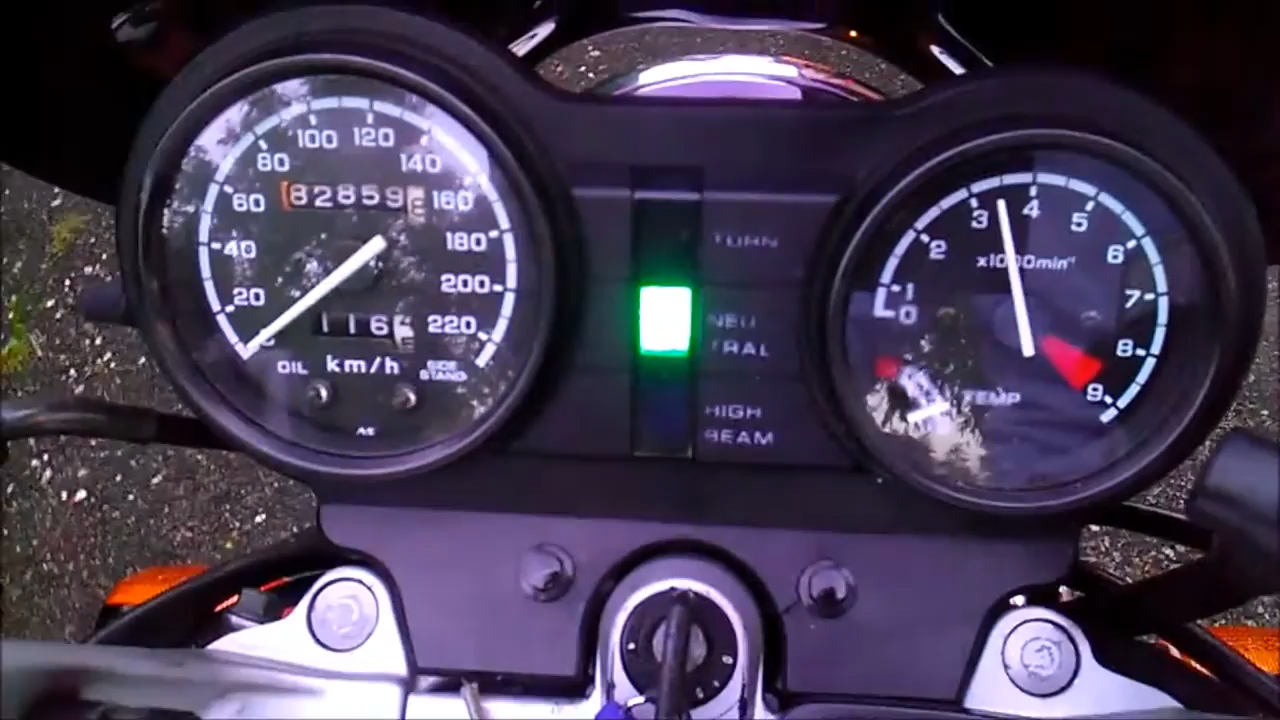 100 120
80 140
60 82859 160
40 180
20 200
116 220
OIL km/h SIDE
STAND
TURN
NEU
TRAL
HIGH
BEAM
3 4 5
2 6
x1000min⁻¹
1 7
0
8
9
TEMP